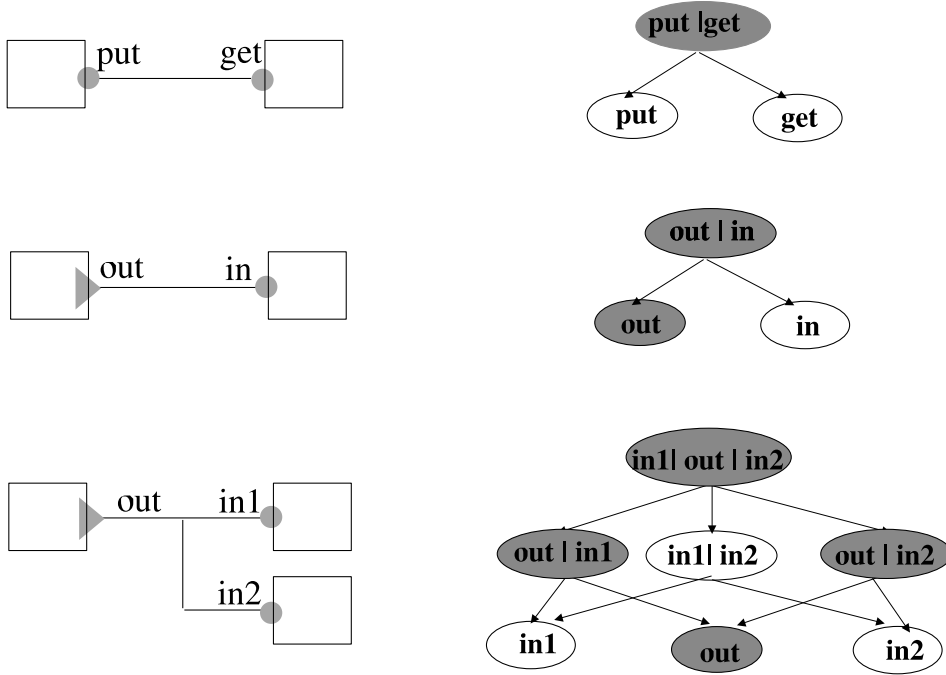 put get
put |get
put get
out in
out | in
out in
out in1
in2
in1| out | in2
out | in1 in1| in2 out | in2
in1 out in2